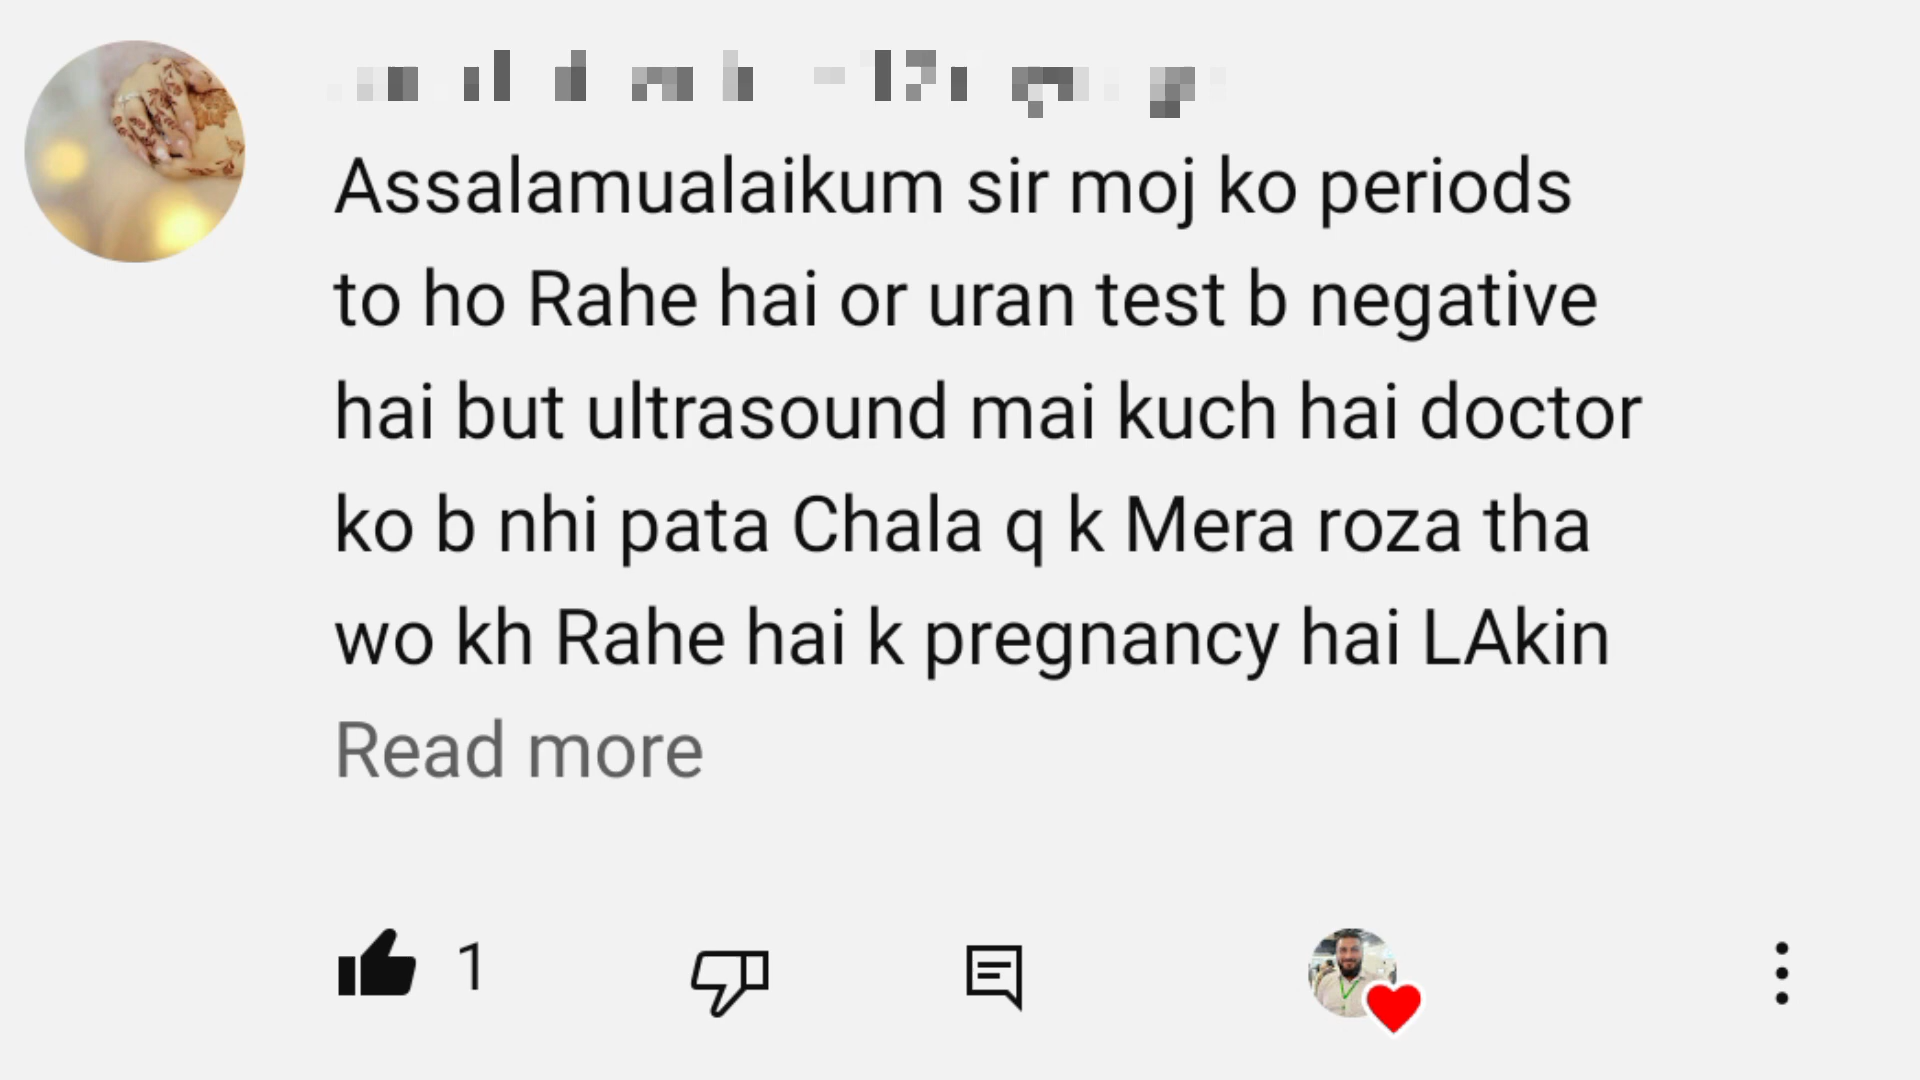 Assalamualaikum sir moj ko periods
to ho Rahe hai or uran test b negative
hai but ultrasound mai kuch hai doctor
ko b nhi pata Chala q k Mera roza tha
wo kh Rahe hai k pregnancy hai LAkin
Read more
1